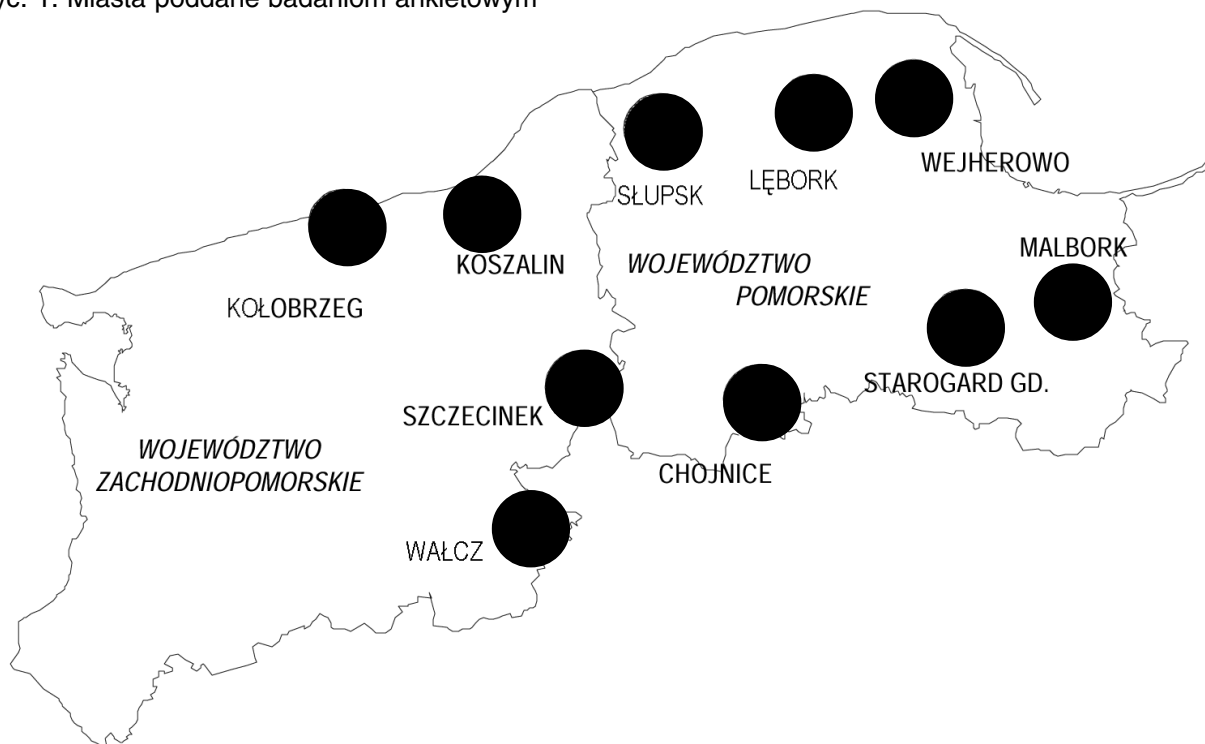 yc. 1. Miasta poddane badaniom ankietowym
WEJHEROWO
LĘBORK
SŁUPSK
MALBORK
KOSZALIN
WOJEWÓDZTWO
POMORSKIE
KOŁOBRZEG
STAROGARD GD.
SZCZECINEK
CHOJNICE
WOJEWÓDZTWO
ZACHODNIOPOMORSKIE
WAŁCZ